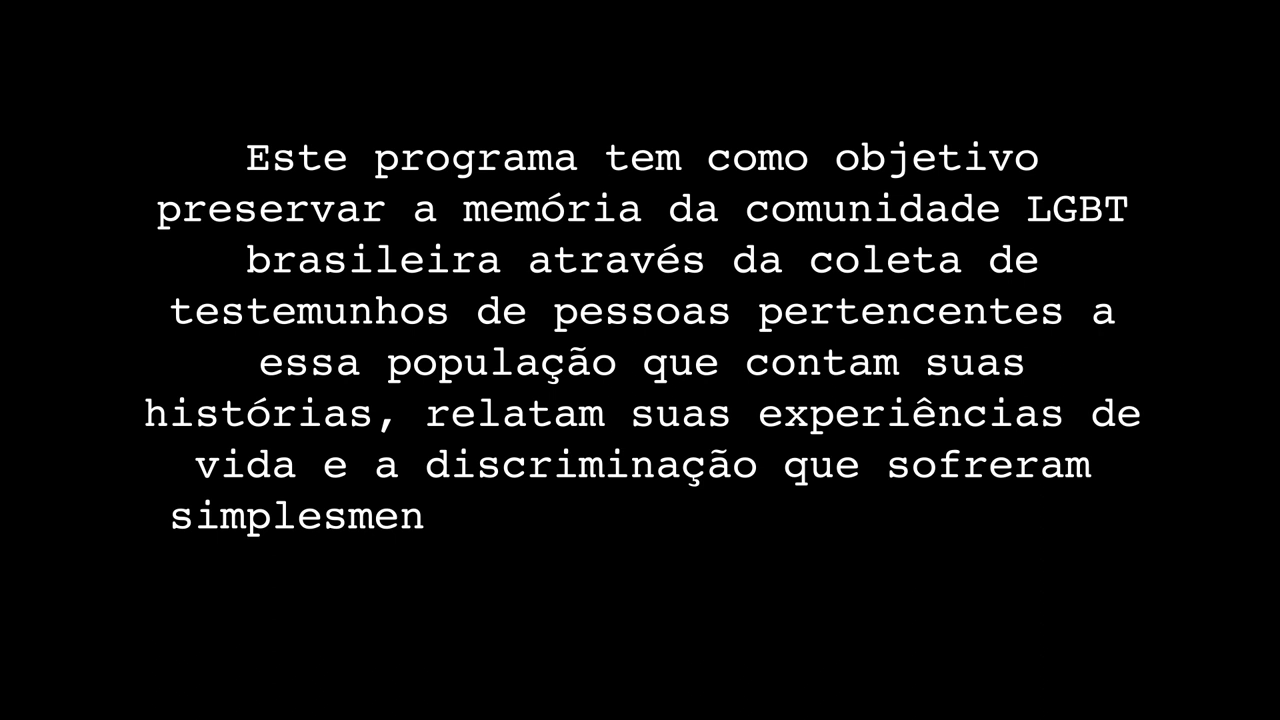 Este programa tem como objetivo
preservar a memória da comunidade LGBT
brasileira através da coleta de
testemunhos de pessoas pertencentes a
essa população que contam suas
histórias, relatam suas experiências de
vida e a discriminação que sofreram
simplesmen